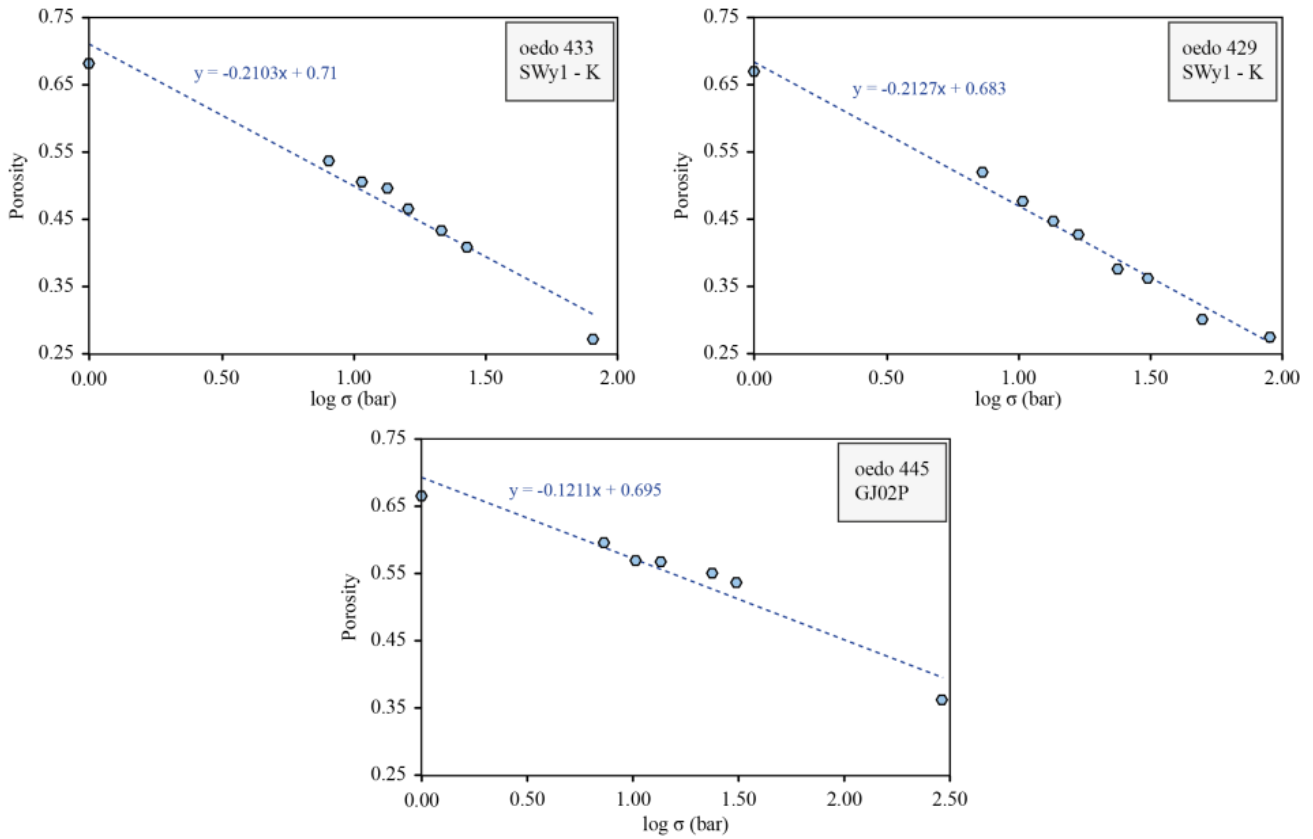 0.75
0.65
0.55
0.45
0.35
0.25
Porosity
0.00
0.50
1.00
1.50
2.00
log σ (bar)
y = -0.2103x + 0.71
oedo 433
SWy1 - K
0.75
0.65
0.55
0.45
0.35
0.25
Porosity
0.00
0.50
1.00
1.50
2.00
log σ (bar)
y = -0.2127x + 0.683
oedo 429
SWy1 - K
0.75
0.65
0.55
0.45
0.35
0.25
Porosity
0.00
0.50
1.00
1.50
2.00
2.50
log σ (bar)
y = -0.1211x + 0.695
oedo 445
GJ02P